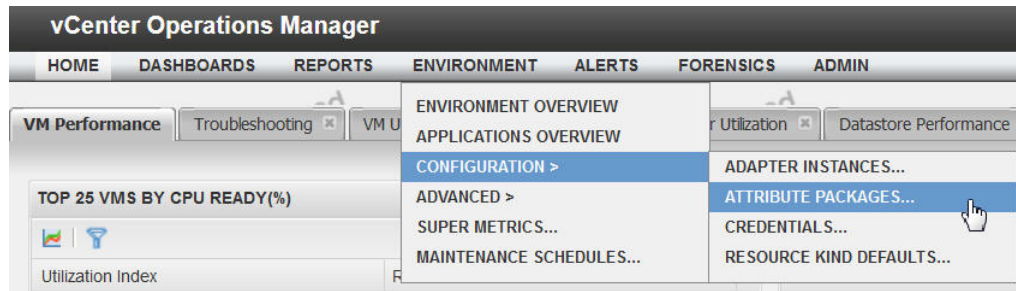 vCenter Operations Manager
HOME DASHBOARDS REPORTS ENVIRONMENT ALERTS FORENSICS ADMIN
VM Performance Troubleshooting VM U r Utilization Datastore Performance
ENVIRONMENT OVERVIEW
APPLICATIONS OVERVIEW
CONFIGURATION > ADAPTER INSTANCES...
TOP 25 VMS BY CPU READY(%) ADVANCED > ATTRIBUTE PACKAGES...
SUPER METRICS... CREDENTIALS...
MAINTENANCE SCHEDULES... RESOURCE KIND DEFAULTS...
Utilization Index R